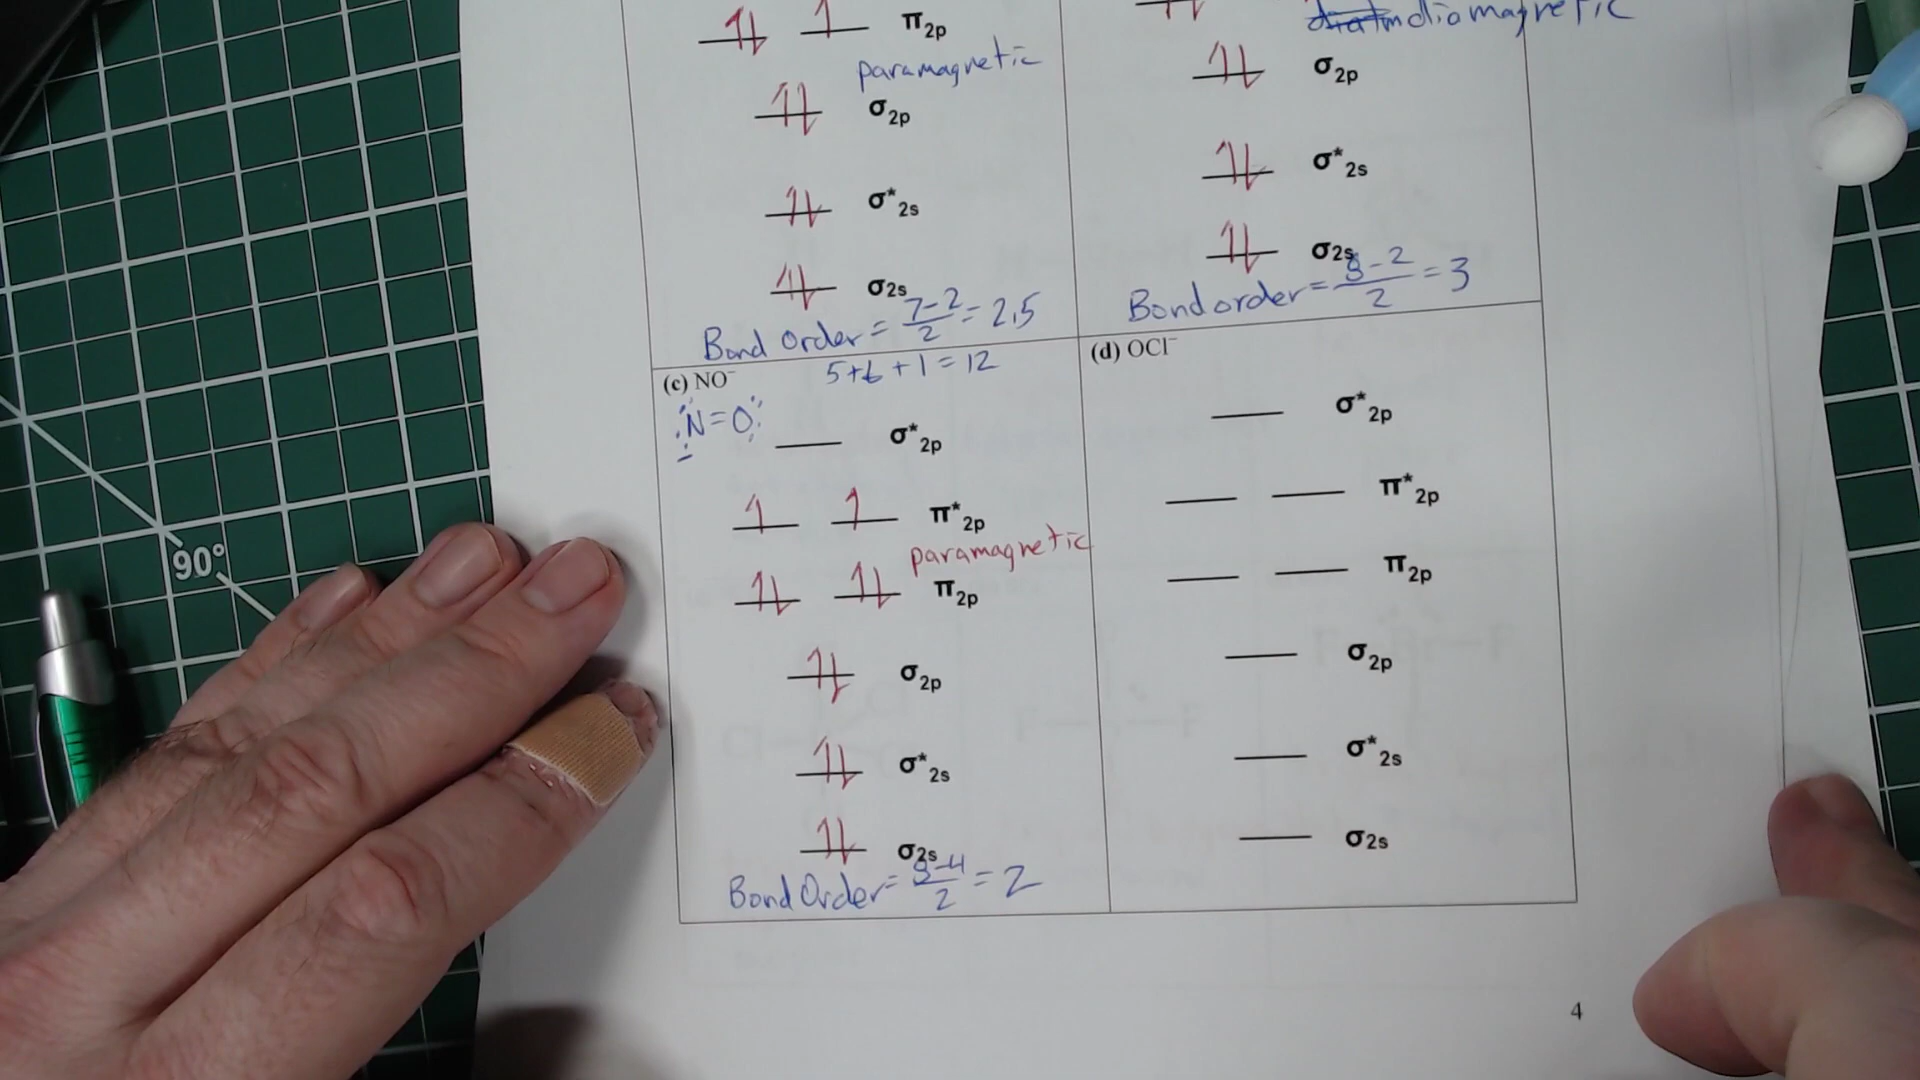 π2p
paramagnetic
σ2p
σ*2s
σ2s
Bond Order = 7-2/2 = 2.5
diamagnetic
σ2p
σ*2s
σ2s
Bond order = 8-2/2 = 3
(c) NO⁻ 5+6+1=12
:N=O:
σ*2p
π*2p
paramagnetic
π2p
σ2p
σ*2s
σ2s
Bond Order = 8-4/2 = 2
(d) OCl⁻
σ*2p
π*2p
π2p
σ2p
σ*2s
σ2s
4
90°